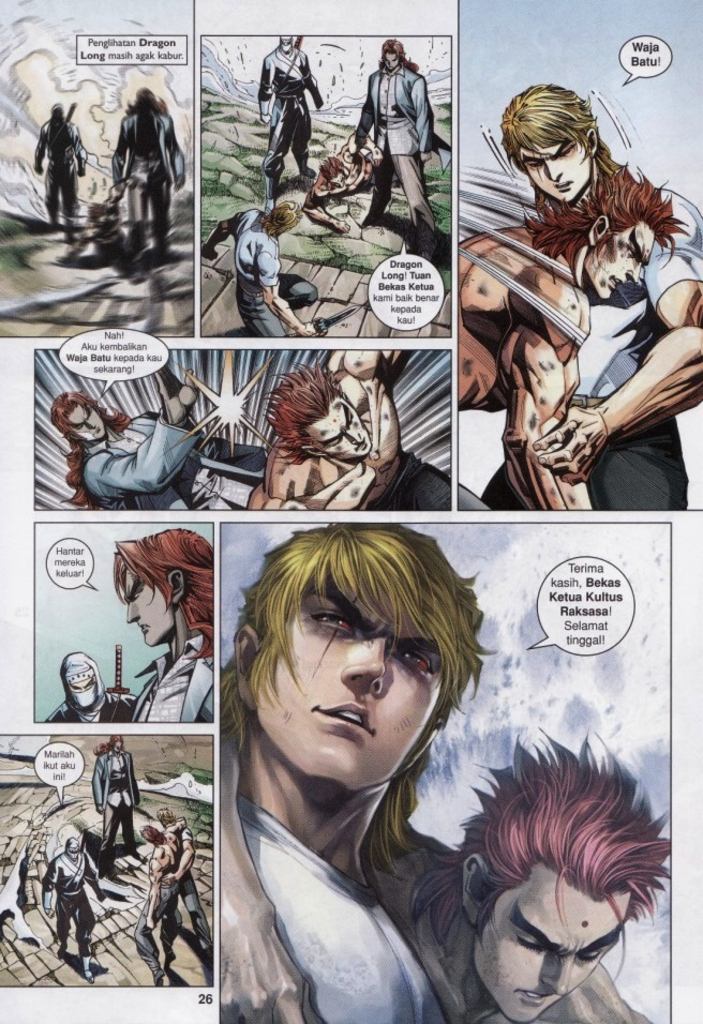 Penglihatan Dragon
Long masih agak kabur.
Dragon
Long! Tuan
Bekas Ketua
kami baik benar
kepada
kau!
Waja
Batu!
Nah!
Aku kembalikan
Waja Batu kepada kau
sekarang!
Hantar
mereka
keluar!
Terima
kasih, Bekas
Ketua Kultus
Raksasa!
Selamat
tinggal!
Marilah
ikut aku
ini!
26